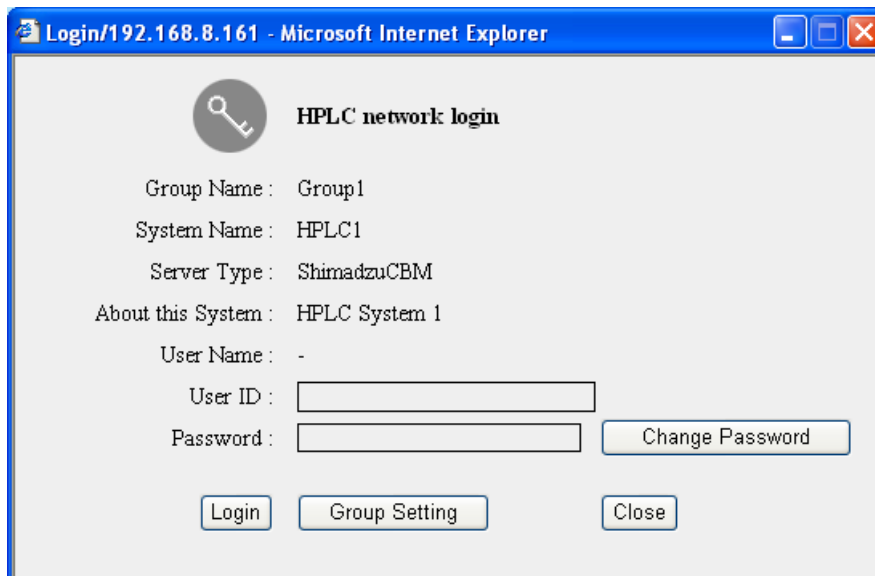 Login/192.168.8.161 - Microsoft Internet Explorer
HPLC network login
Group Name : Group1
System Name : HPLC1
Server Type : ShimadzuCBM
About this System : HPLC System 1
User Name : -
User ID :
Password : Change Password
Login Group Setting Close